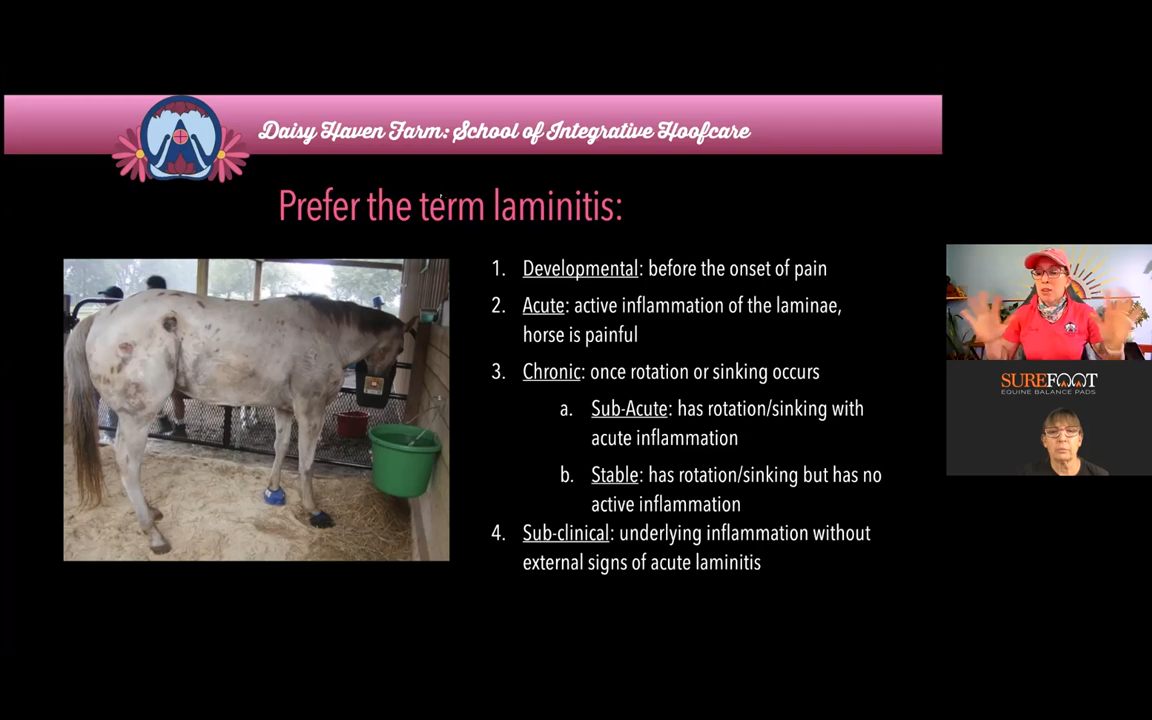 Daisy Haven Farm: School of Integrative Hoofcare
Prefer the term laminitis:
1. Developmental: before the onset of pain
2. Acute: active inflammation of the laminae,
horse is painful
3. Chronic: once rotation or sinking occurs
a. Sub-Acute: has rotation/sinking with
acute inflammation
b. Stable: has rotation/sinking but has no
active inflammation
4. Sub-clinical: underlying inflammation without
external signs of acute laminitis
SUREFOOT
EQUINE BALANCE PADS